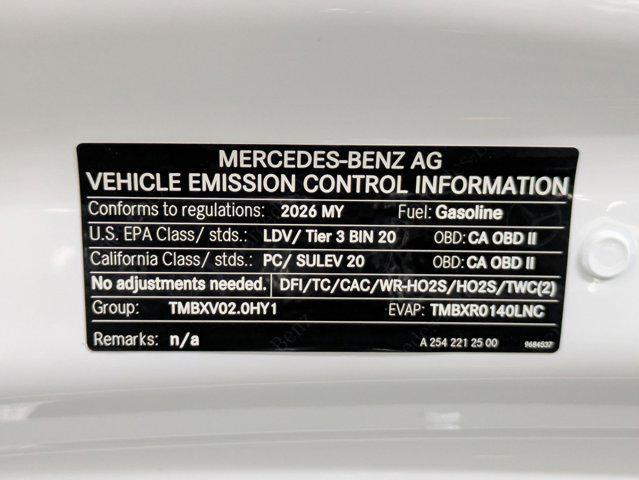 MERCEDES-BENZ AG
VEHICLE EMISSION CONTROL INFORMATION
Conforms to regulations: 2026 MY Fuel: Gasoline
U.S. EPA Class/ stds.: LDV/ Tier 3 BIN 20 OBD: CA OBD II
California Class/ stds.: PC/ SULEV 20 OBD: CA OBD II
No adjustments needed. DFI/TC/CAC/WR-HO2S/HO2S/TWC(2)
Group: TMBXV02.0HY1 EVAP: TMBXR0140LNC
Remarks: n/a A 254 221 25 00 9684537